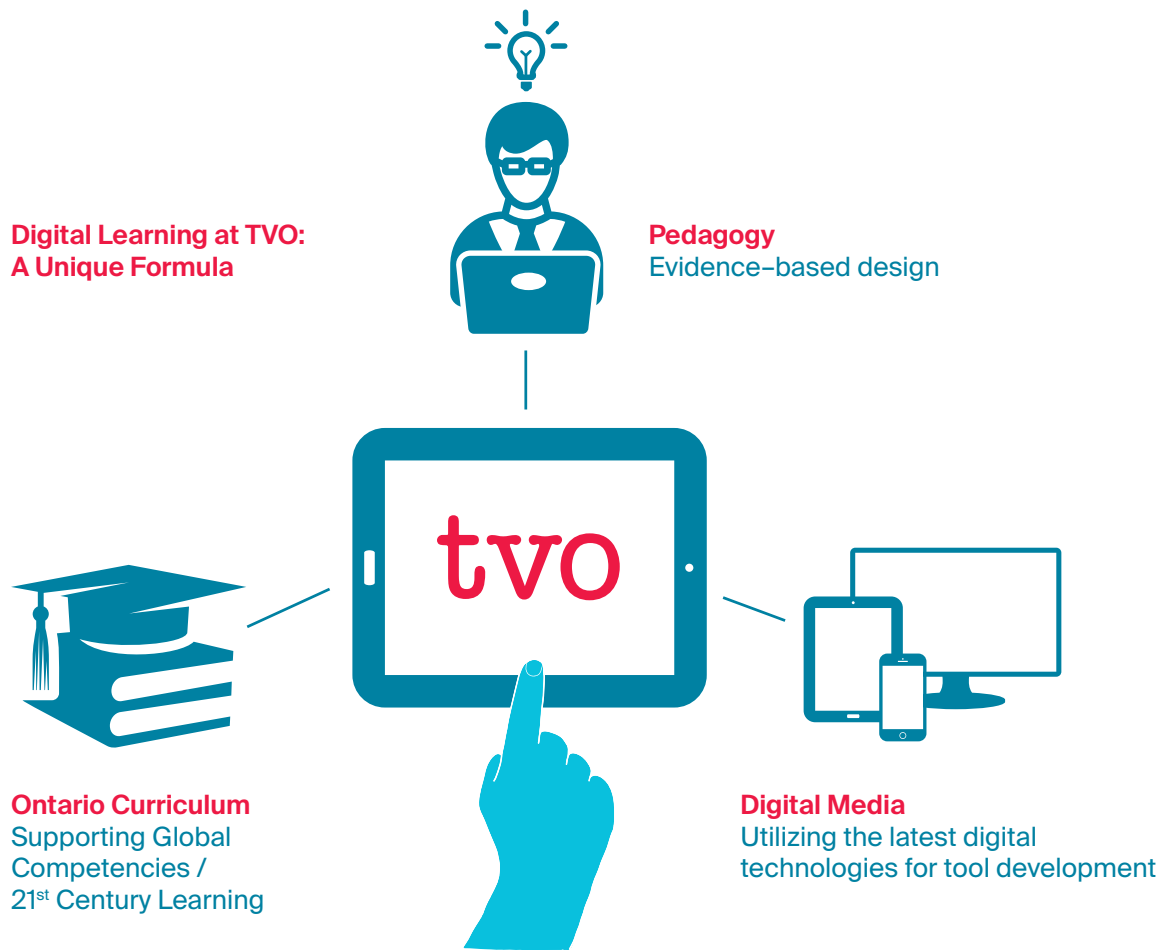 Digital Learning at TVO:
A Unique Formula
Pedagogy
Evidence-based design
tvo
Ontario Curriculum
Supporting Global
Competencies /
21st Century Learning
Digital Media
Utilizing the latest digital
technologies for tool development